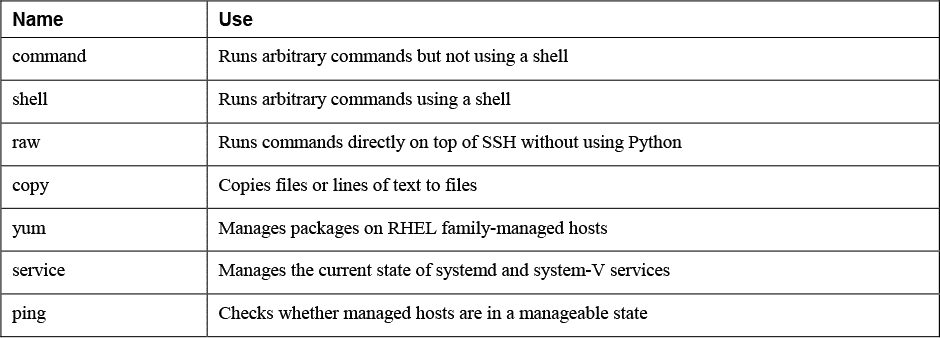 Name Use
command Runs arbitrary commands but not using a shell
shell Runs arbitrary commands using a shell
raw Runs commands directly on top of SSH without using Python
copy Copies files or lines of text to files
yum Manages packages on RHEL family-managed hosts
service Manages the current state of systemd and system-V services
ping Checks whether managed hosts are in a manageable state